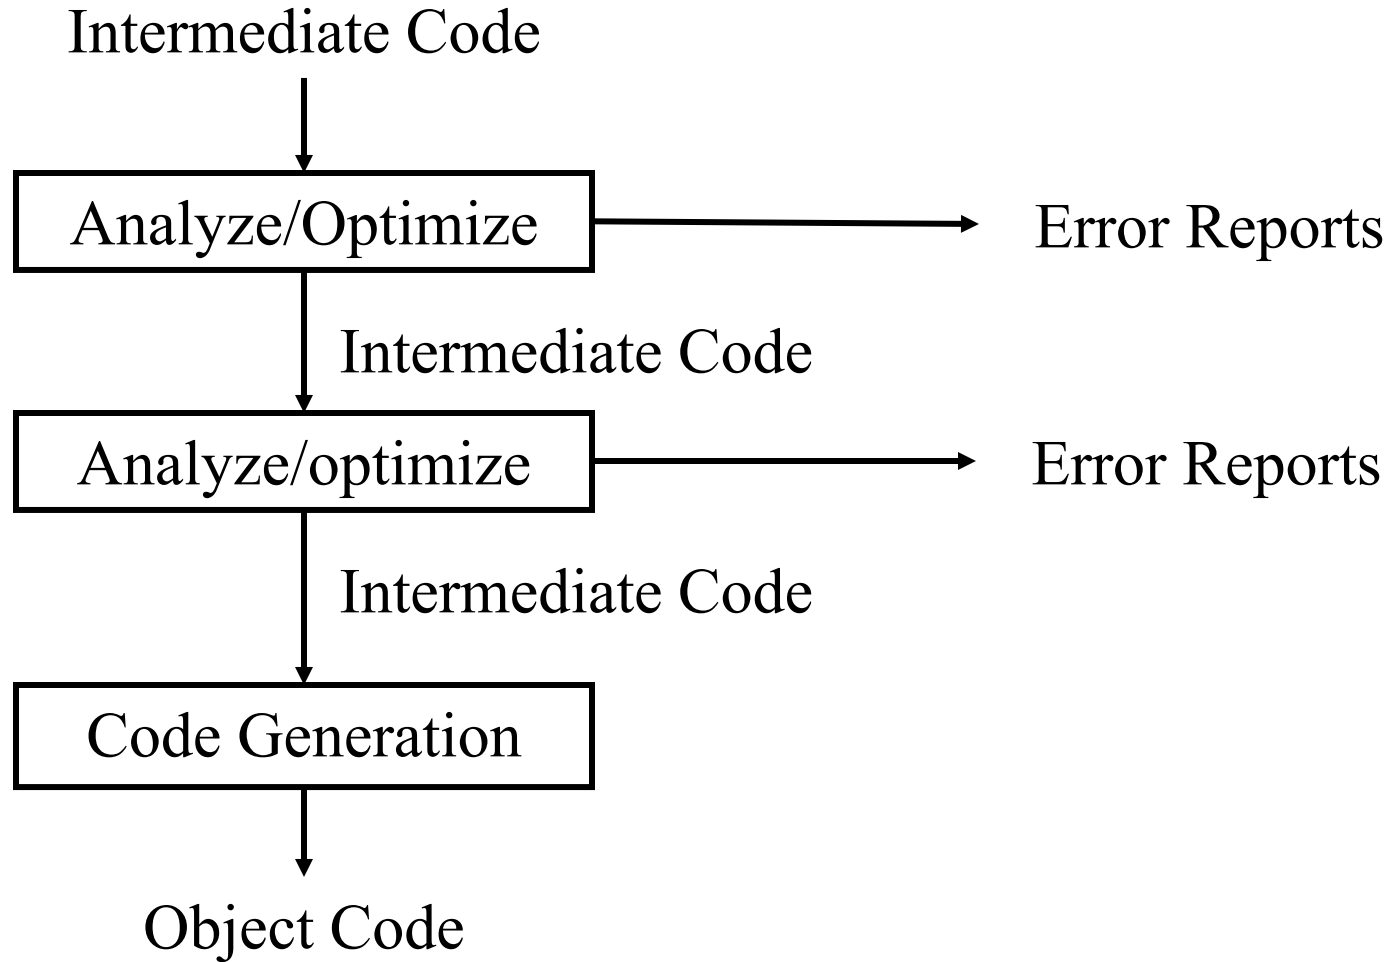 Intermediate Code
Analyze/Optimize
Error Reports
Intermediate Code
Analyze/optimize
Error Reports
Intermediate Code
Code Generation
Object Code